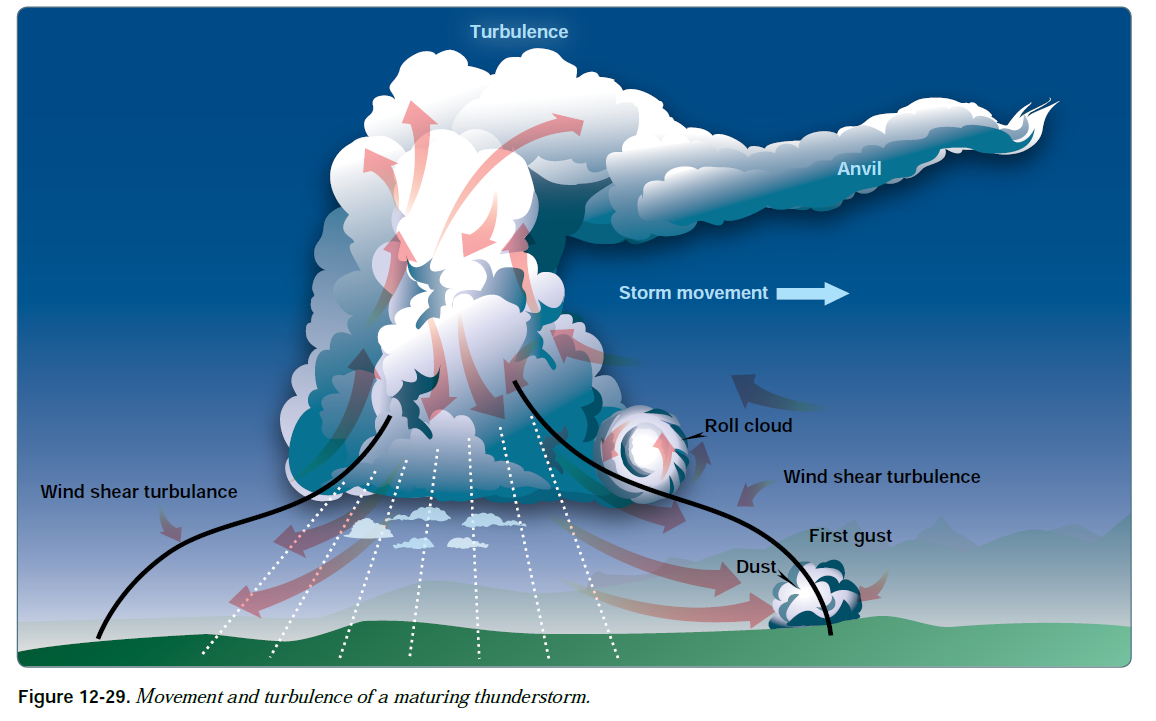 Turbulence
Anvil
Storm movement
Roll cloud
Wind shear turbulance
Wind shear turbulence
First gust
Dust
Figure 12-29. Movement and turbulence of a maturing thunderstorm.